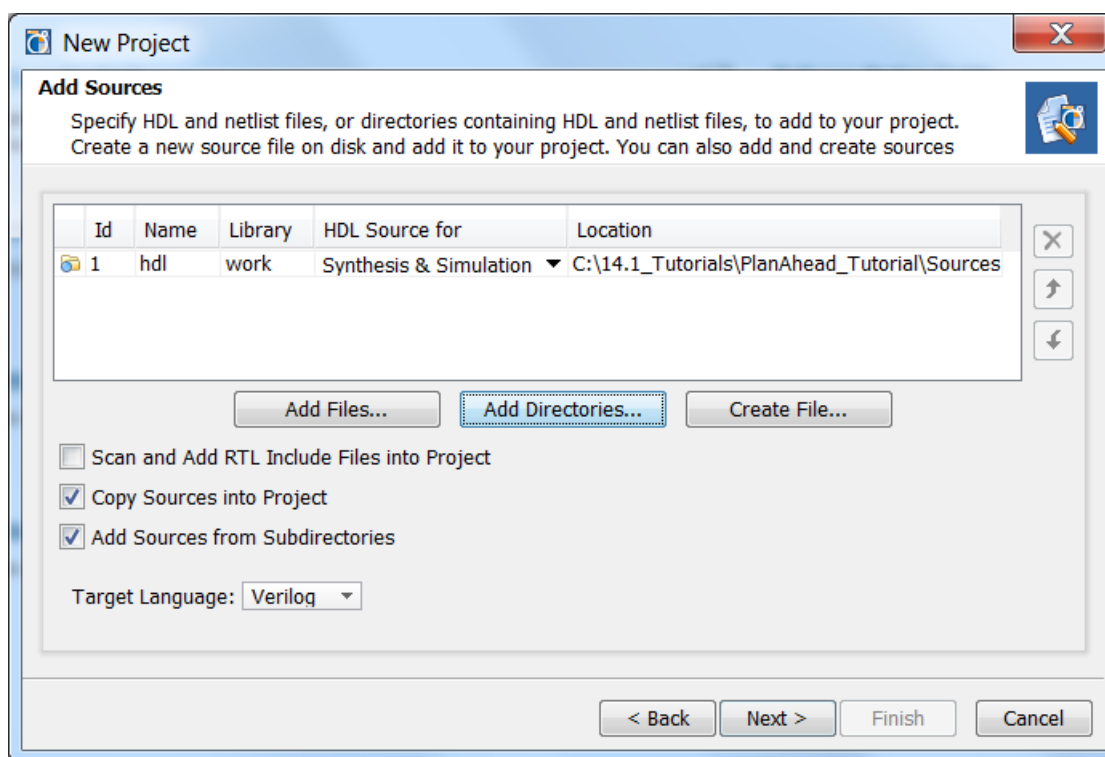 New Project
Add Sources
Specify HDL and netlist files, or directories containing HDL and netlist files, to add to your project.
Create a new source file on disk and add it to your project. You can also add and create sources
Id Name Library HDL Source for Location
1 hdl work Synthesis & Simulation C:\14.1_Tutorials\PlanAhead_Tutorial\Sources
Add Files... Add Directories... Create File...
Scan and Add RTL Include Files into Project
Copy Sources into Project
Add Sources from Subdirectories
Target Language: Verilog
< Back Next > Finish Cancel